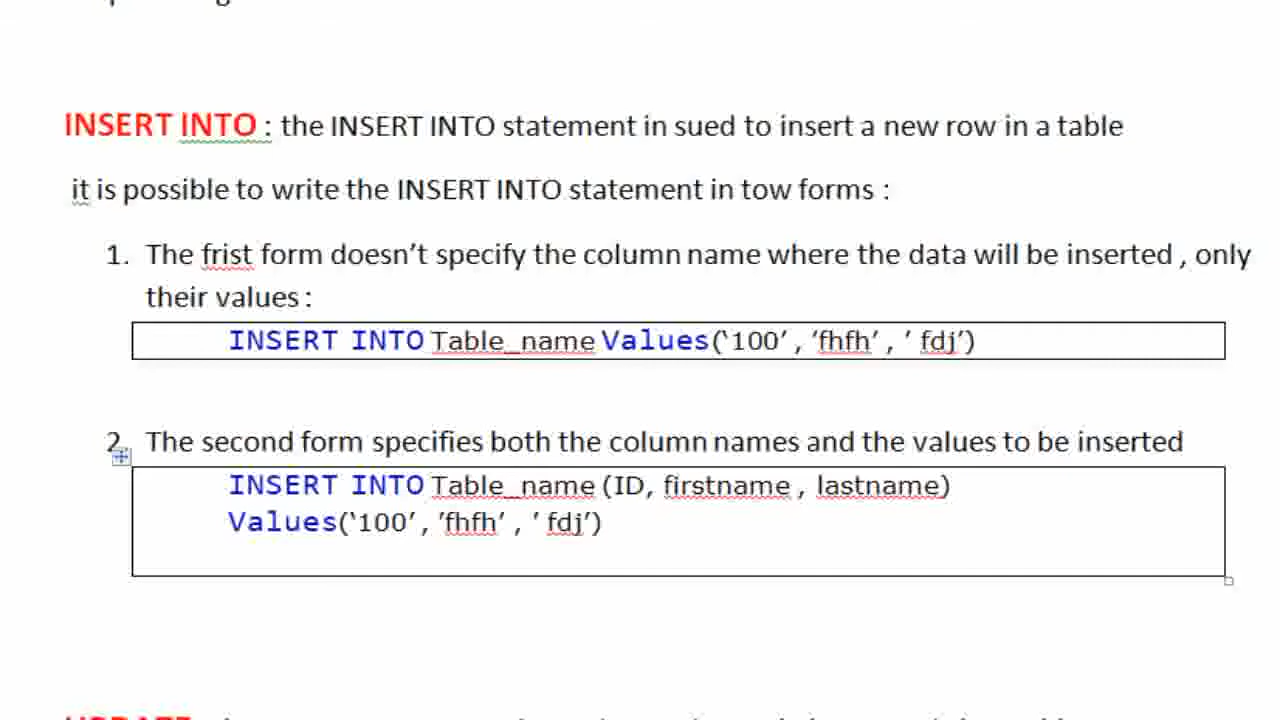 INSERT INTO : the INSERT INTO statement in sued to insert a new row in a table
it is possible to write the INSERT INTO statement in tow forms :
1. The frist form doesn’t specify the column name where the data will be inserted , only
their values :
INSERT INTO Table_name Values(‘100’ , ’fhfh’ , ’ fdj’)
2. The second form specifies both the column names and the values to be inserted
INSERT INTO Table_name (ID, firstname , lastname)
Values(‘100’ , ’fhfh’ , ’ fdj’)
UPDATE